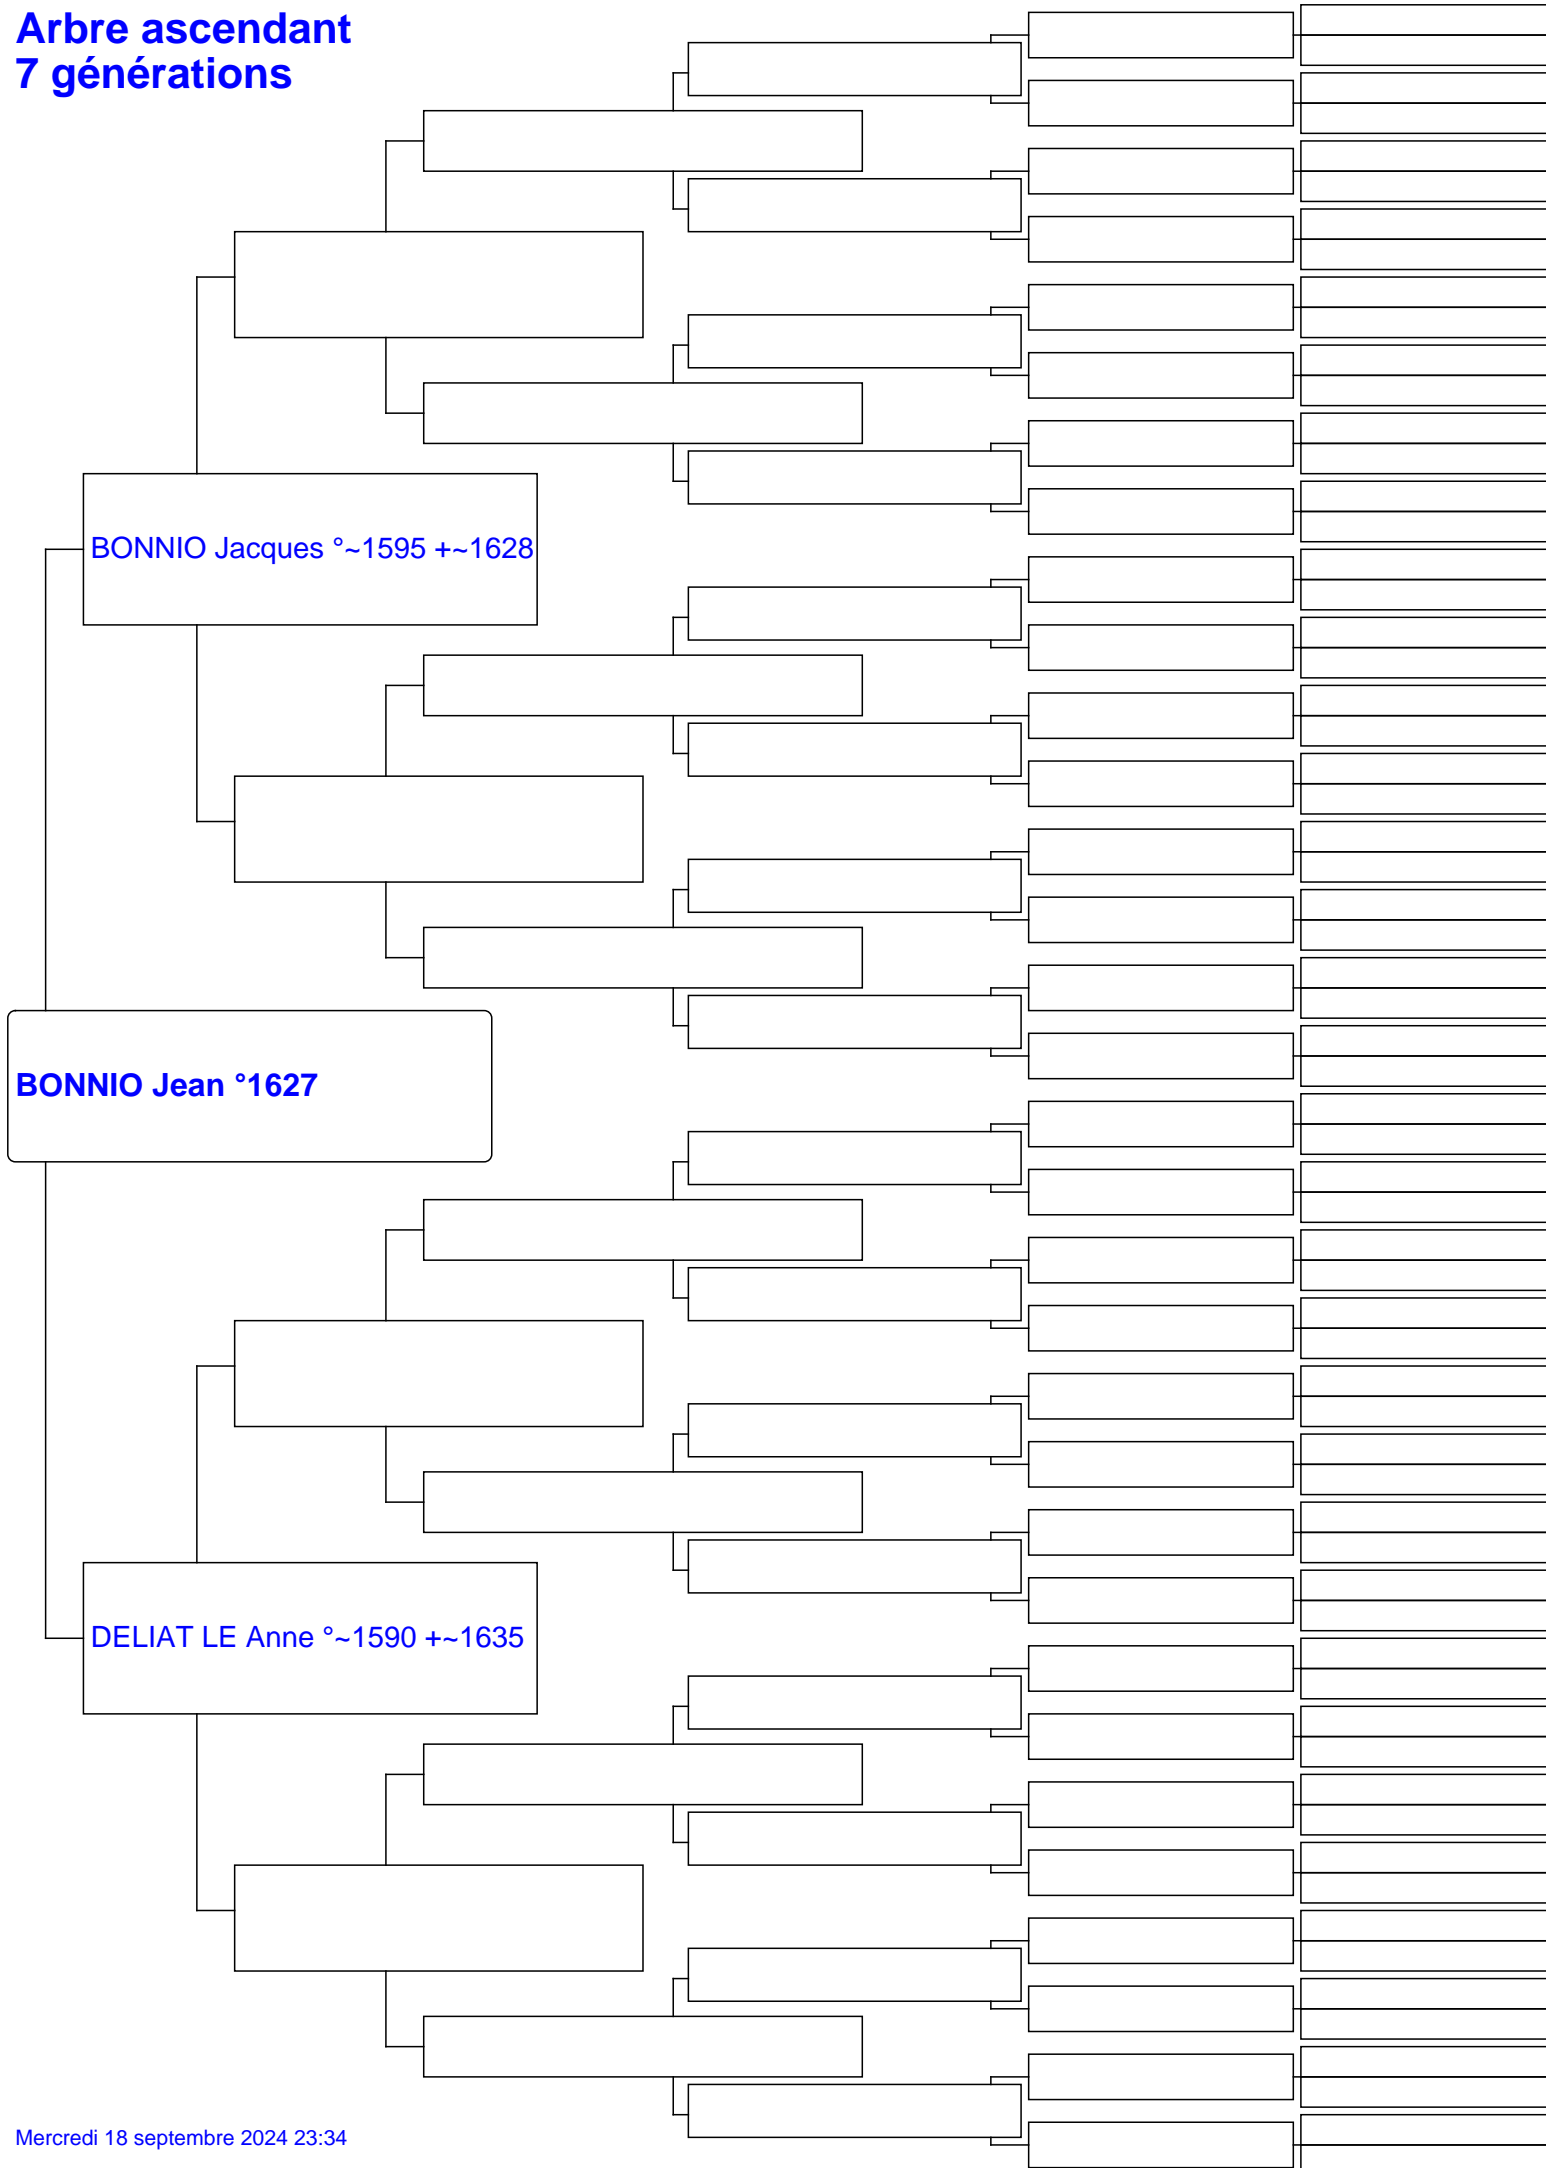 Arbre ascendant
7 générations
BONNIO Jacques °~1595 +~1628
BONNIO Jean °1627
DELIAT LE Anne °~1590 +~1635
Mercredi 18 septembre 2024 23:34